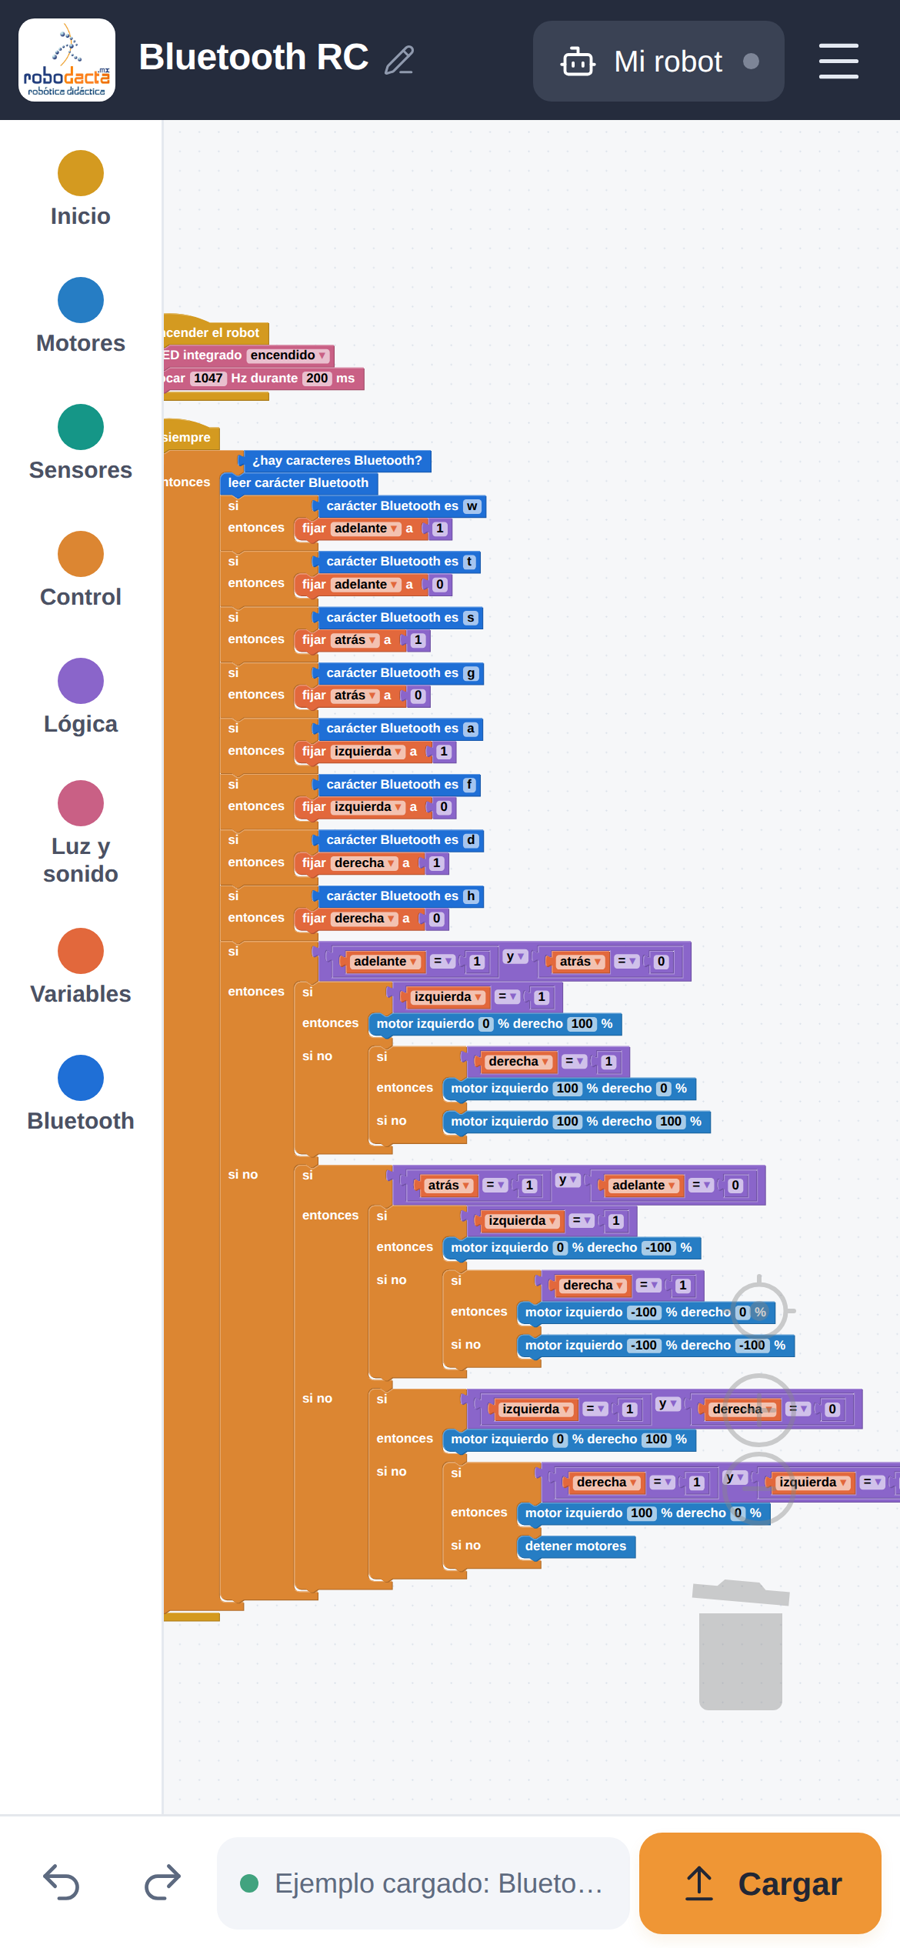 robodacta.mx
robótica didáctica
Bluetooth RC
Mi robot
Inicio
Motores
Sensores
Control
Lógica
Luz y
sonido
Variables
Bluetooth
ncender el robot
ED integrado encendido
ocar 1047 Hz durante 200 ms
siempre
¿hay caracteres Bluetooth?
ntonces leer carácter Bluetooth
si carácter Bluetooth es w
entonces fijar adelante a 1
si carácter Bluetooth es t
entonces fijar adelante a 0
si carácter Bluetooth es s
entonces fijar atrás a 1
si carácter Bluetooth es g
entonces fijar atrás a 0
si carácter Bluetooth es a
entonces fijar izquierda a 1
si carácter Bluetooth es f
entonces fijar izquierda a 0
si carácter Bluetooth es d
entonces fijar derecha a 1
si carácter Bluetooth es h
entonces fijar derecha a 0
si adelante = 1 y atrás = 0
entonces si izquierda = 1
entonces motor izquierdo 0 % derecho 100 %
si no si derecha = 1
entonces motor izquierdo 100 % derecho 0 %
si no motor izquierdo 100 % derecho 100 %
si no si atrás = 1 y adelante = 0
entonces si izquierda = 1
entonces motor izquierdo 0 % derecho -100 %
si no si derecha = 1
entonces motor izquierdo -100 % derecho 0 %
si no motor izquierdo -100 % derecho -100 %
si no si izquierda = 1 y derecha = 0
entonces motor izquierdo 0 % derecho 100 %
si no si derecha = 1 y izquierda =
entonces motor izquierdo 100 % derecho 0 %
si no detener motores
Ejemplo cargado: Blueto...
Cargar